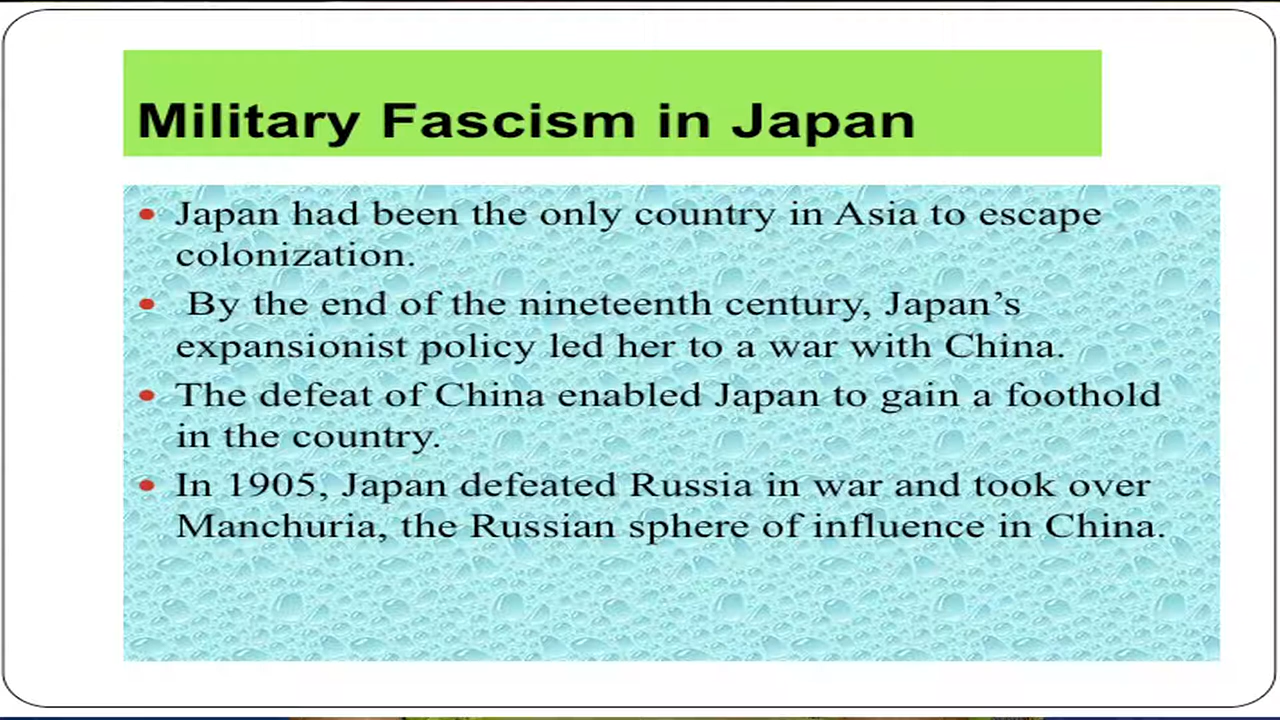 Military Fascism in Japan
• Japan had been the only country in Asia to escape
colonization.
• By the end of the nineteenth century, Japan’s
expansionist policy led her to a war with China.
• The defeat of China enabled Japan to gain a foothold
in the country.
• In 1905, Japan defeated Russia in war and took over
Manchuria, the Russian sphere of influence in China.